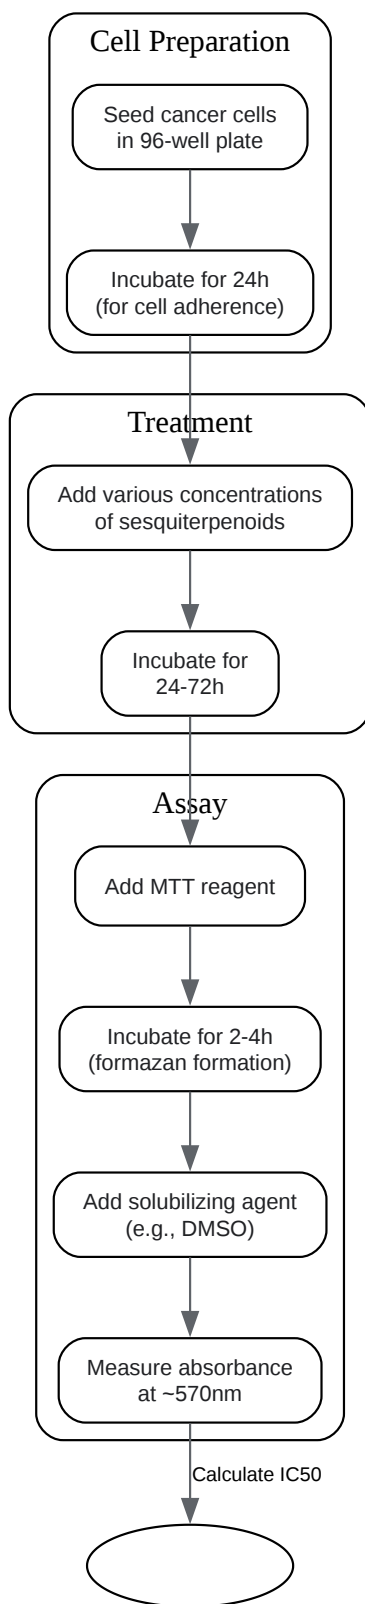 Cell Preparation
Seed cancer cells
in 96-well plate
Incubate for 24h
(for cell adherence)
Treatment
Add various concentrations
of sesquiterpenoids
Incubate for
24-72h
Assay
Add MTT reagent
Incubate for 2-4h
(formazan formation)
Add solubilizing agent
(e.g., DMSO)
Measure absorbance
at ~570nm
Calculate IC50